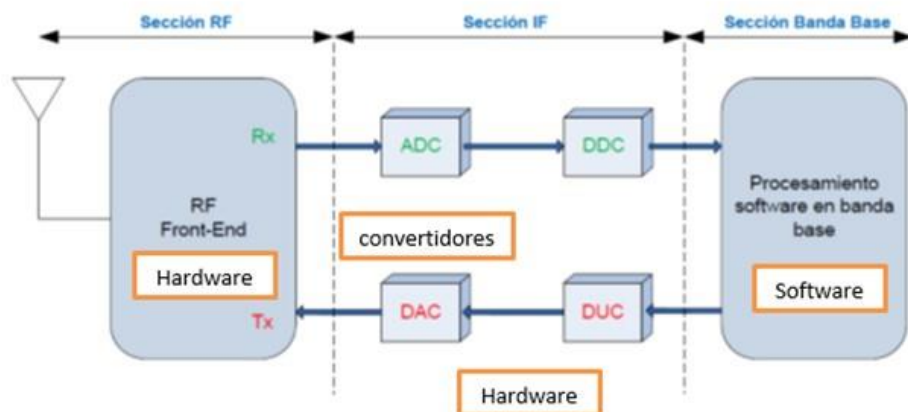 Sección RF
Sección IF
Sección Banda Base
Rx
ADC
DDC
RF
Front-End
Procesamiento
software en banda
base
convertidores
Hardware
Software
Tx
DAC
DUC
Hardware